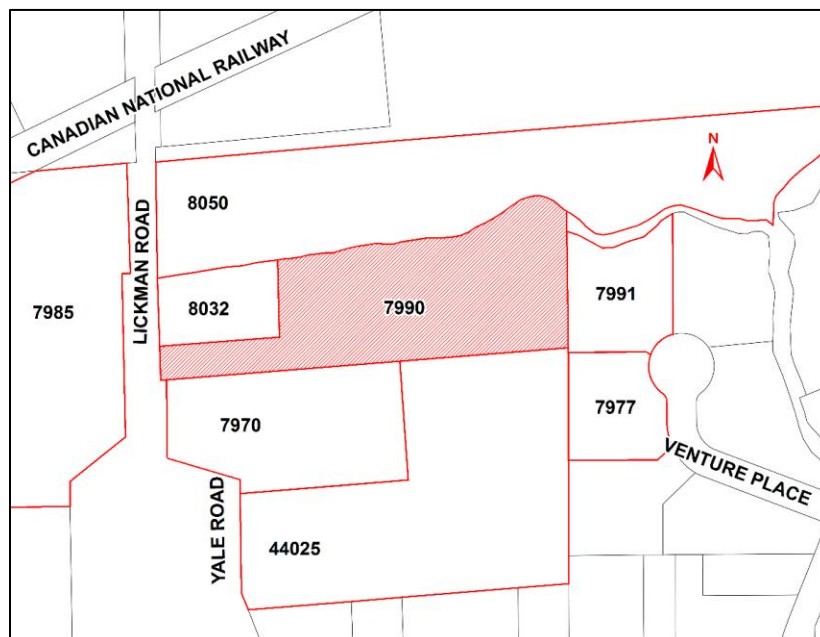 CANADIAN NATIONAL RAILWAY
N
8050
LICKMAN ROAD
7985
8032
7990
7991
7970
7977
VENTURE PLACE
YALE ROAD
44025